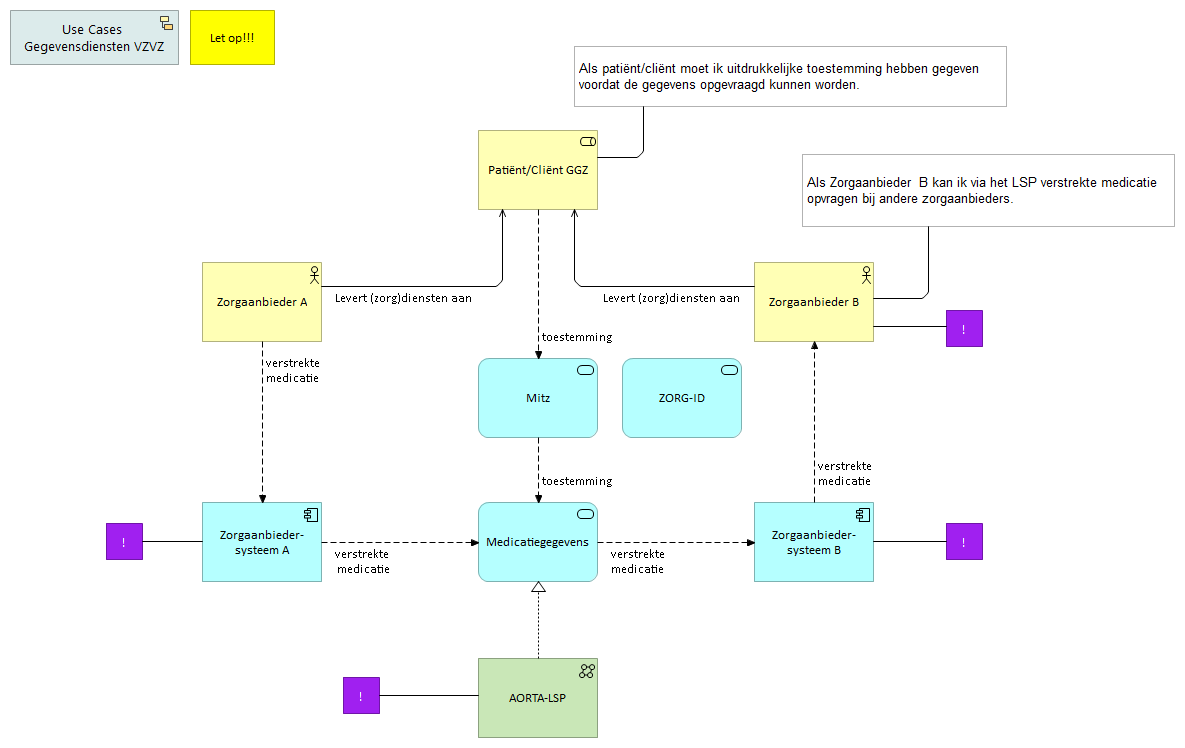 Use Cases
Gegevensdiensten VZVZ
Let op!!!
Als patiënt/cliënt moet ik uitdrukkelijke toestemming hebben gegeven
voordat de gegevens opgevraagd kunnen worden.
Patiënt/Cliënt GGZ
Als Zorgaanbieder  B kan ik via het LSP verstrekte medicatie
opvragen bij andere zorgaanbieders.
Zorgaanbieder A
Levert (zorg)diensten aan
Levert (zorg)diensten aan
Zorgaanbieder B
!
toestemming
verstrekte
medicatie
Mitz
ZORG-ID
verstrekte
medicatie
toestemming
!
Zorgaanbieder-
systeem A
verstrekte
medicatie
Medicatiegegevens
verstrekte
medicatie
Zorgaanbieder-
systeem B
!
!
AORTA-LSP